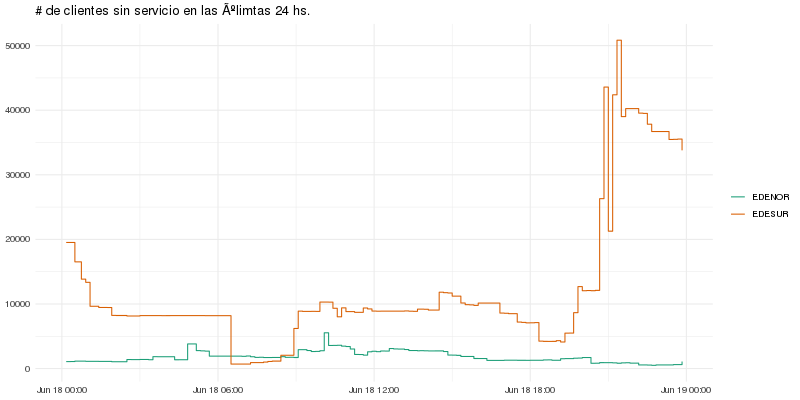 # de clientes sin servicio en las Ãºlimtas 24 hs.
50000
40000
30000
20000
10000
0
Jun 18 00:00
Jun 18 06:00
Jun 18 12:00
Jun 18 18:00
Jun 19 00:00
EDENOR
EDESUR